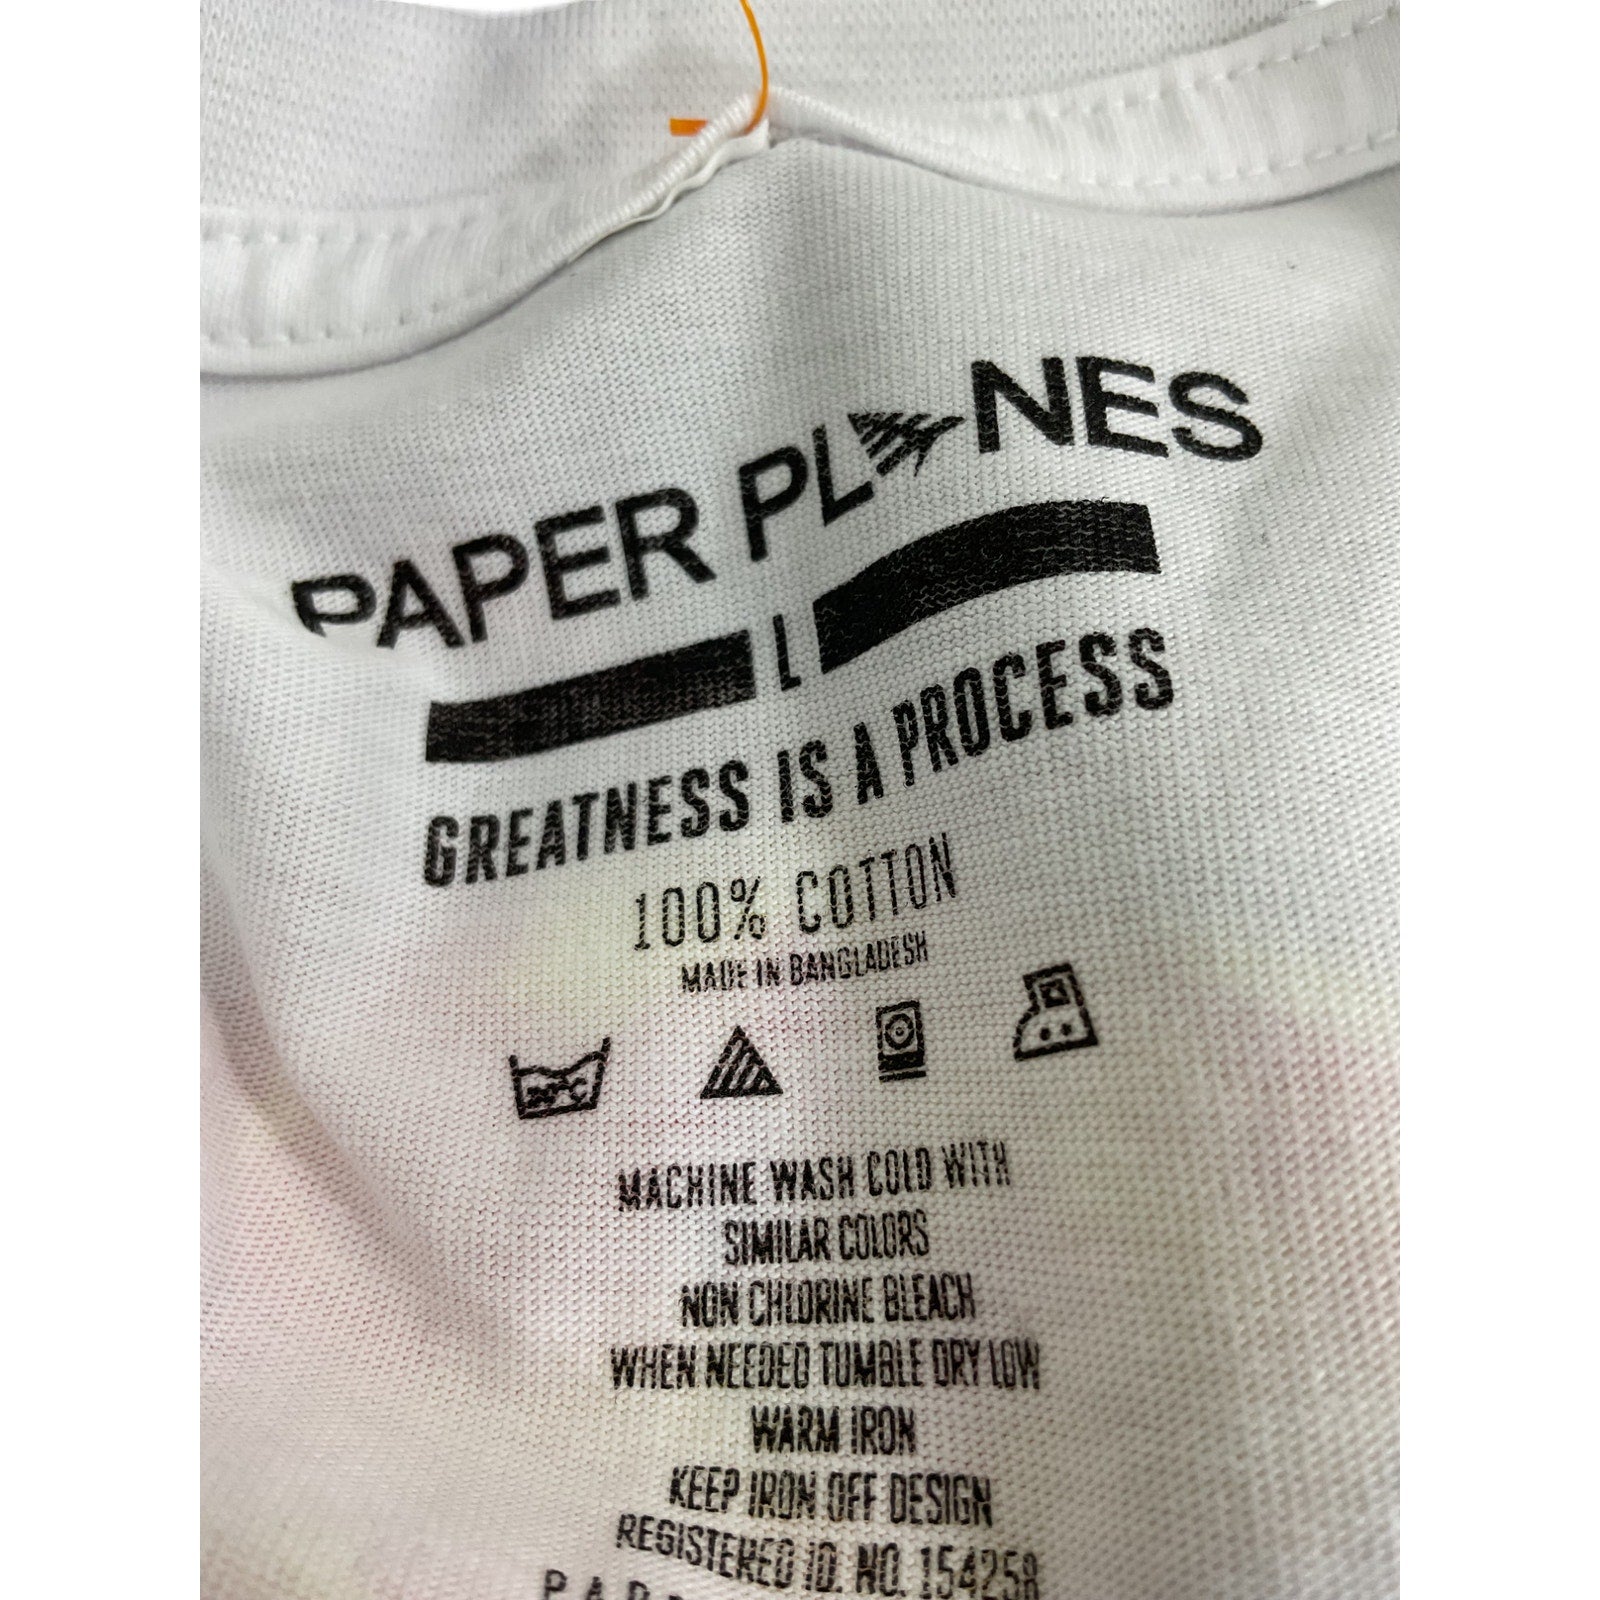 PAPER PLANES
L
GREATNESS IS A PROCESS
100% COTTON
MADE IN BANGLADESH
MACHINE WASH COLD WITH
SIMILAR COLORS
NON CHLORINE BLEACH
WHEN NEEDED TUMBLE DRY LOW
WARM IRON
KEEP IRON OFF DESIGN
REGISTERED ID. NO. 154258